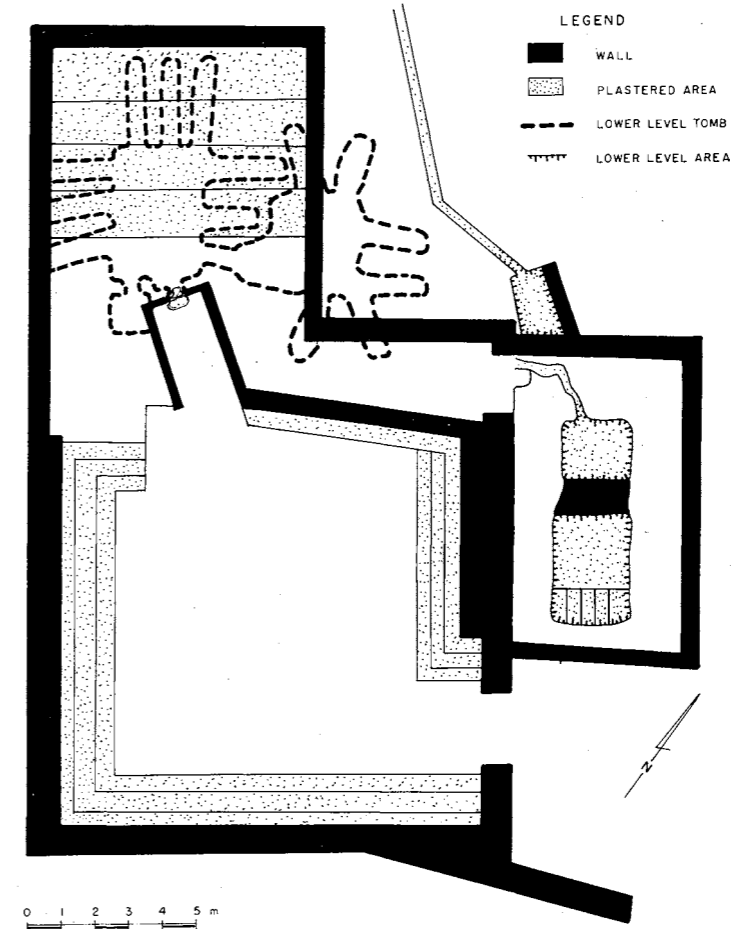 LEGEND
WALL
PLASTERED AREA
LOWER LEVEL TOMB
LOWER LEVEL AREA
N
0 1 2 3 4 5 m